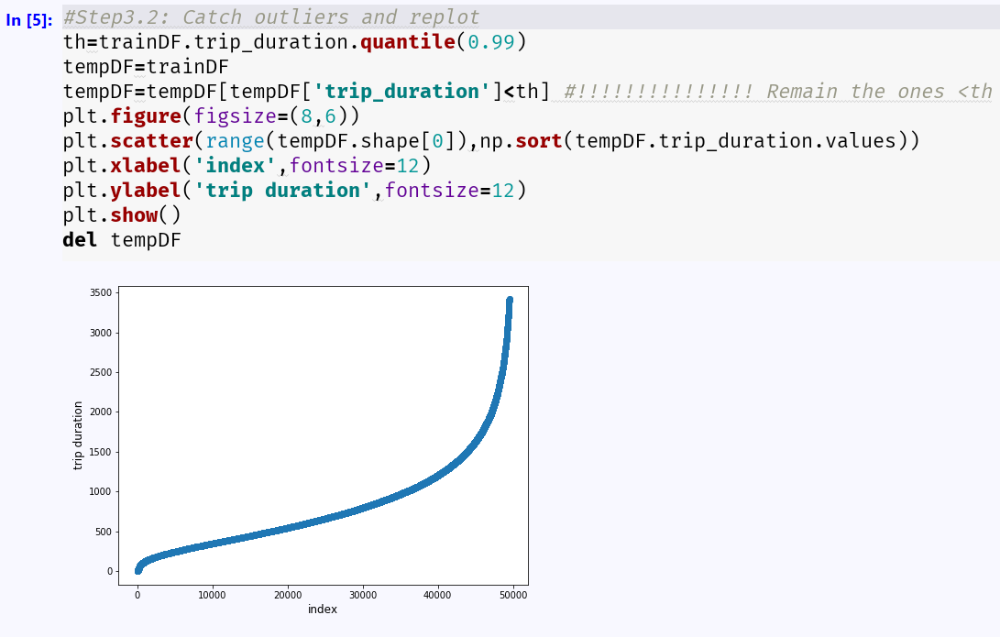 In [5]: #Step3.2: Catch outliers and replot
th=trainDF.trip_duration.quantile(0.99)
tempDF=trainDF
tempDF=tempDF[tempDF['trip_duration']<th] #!!!!!!!!!!!!!!! Remain the ones <th
plt.figure(figsize=(8,6))
plt.scatter(range(tempDF.shape[0]),np.sort(tempDF.trip_duration.values))
plt.xlabel('index',fontsize=12)
plt.ylabel('trip duration',fontsize=12)
plt.show()
del tempDF
3500
3000
2500
2000
1500
1000
500
0
trip duration
0 10000 20000 30000 40000 50000
index